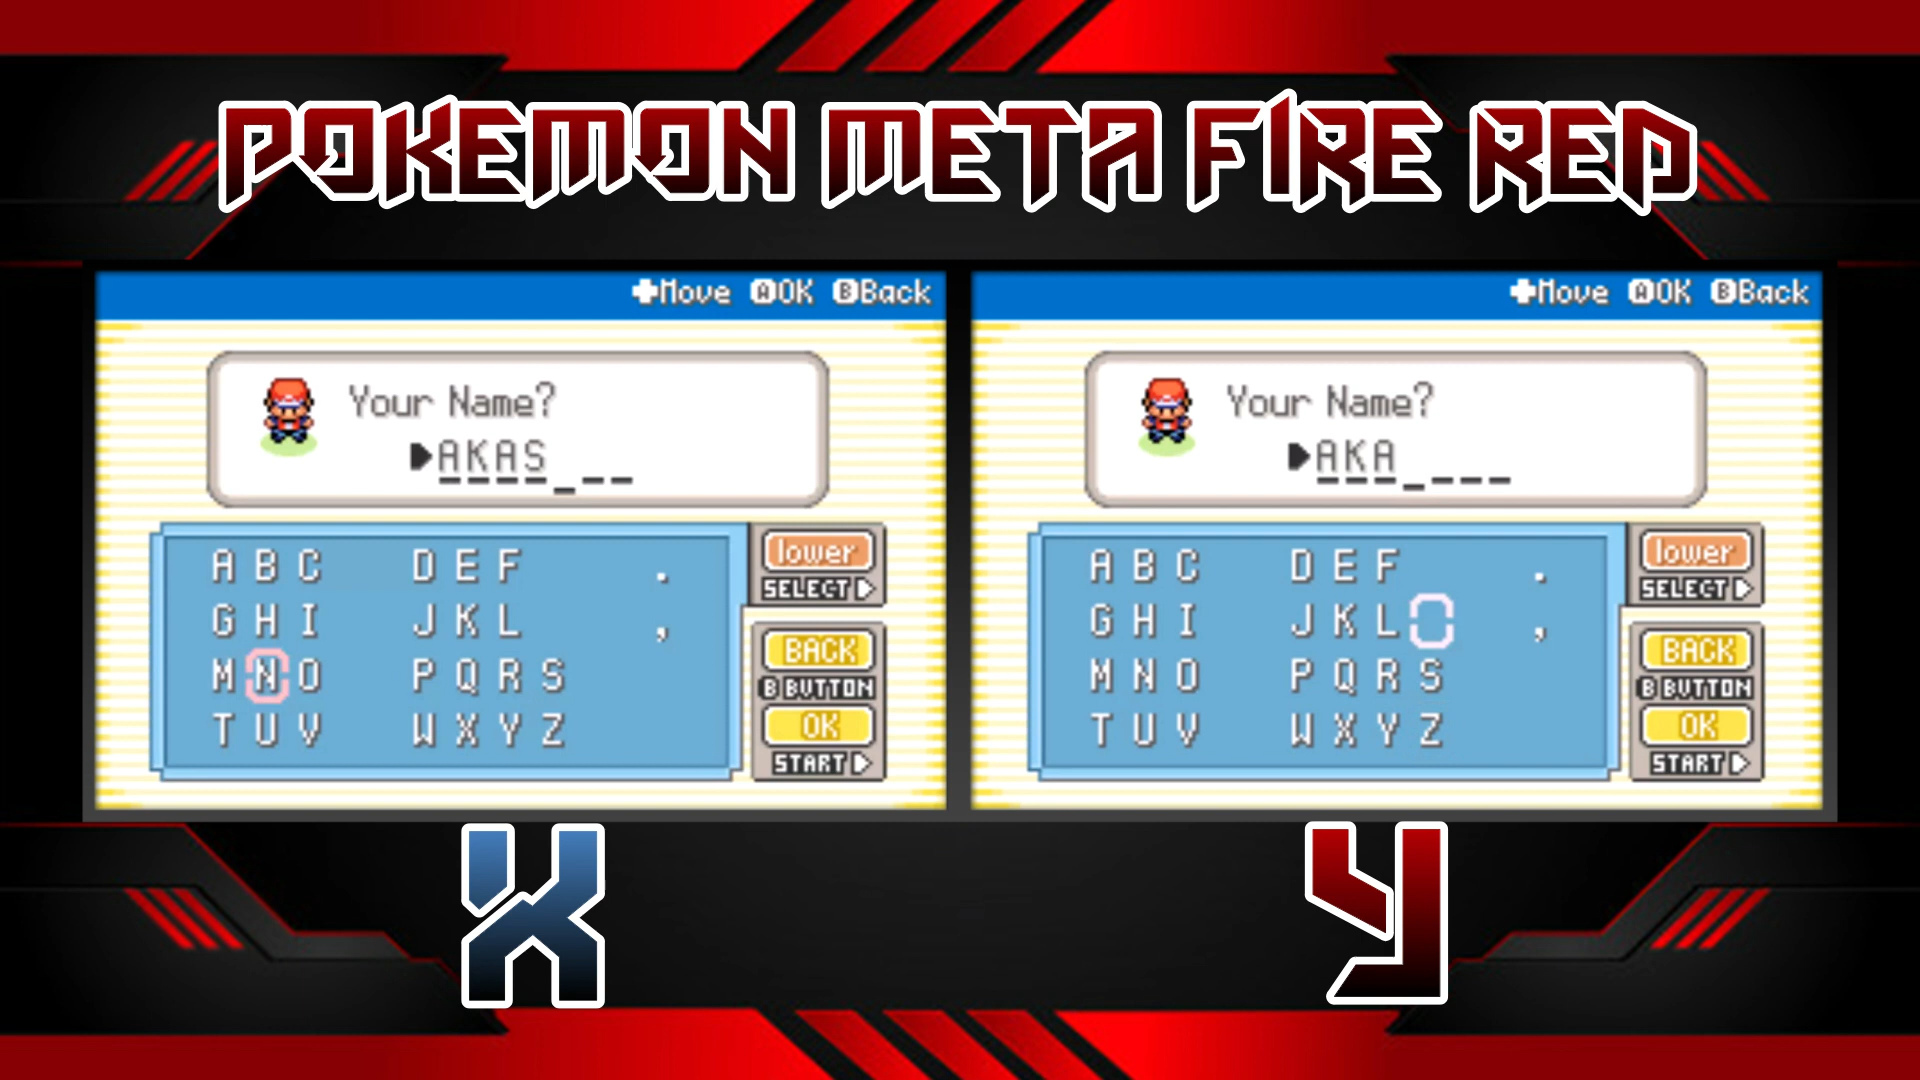 POKEMON META FIRE RED
Move A OK B Back
Your Name?
AKAS
A B C D E F .
G H I J K L ,
M N O P Q R S
T U V W X Y Z
lower
SELECT
BACK
B BUTTON
OK
START
Move A OK B Back
Your Name?
AKA
A B C D E F .
G H I J K L ,
M N O P Q R S
T U V W X Y Z
lower
SELECT
BACK
B BUTTON
OK
START
X
Y